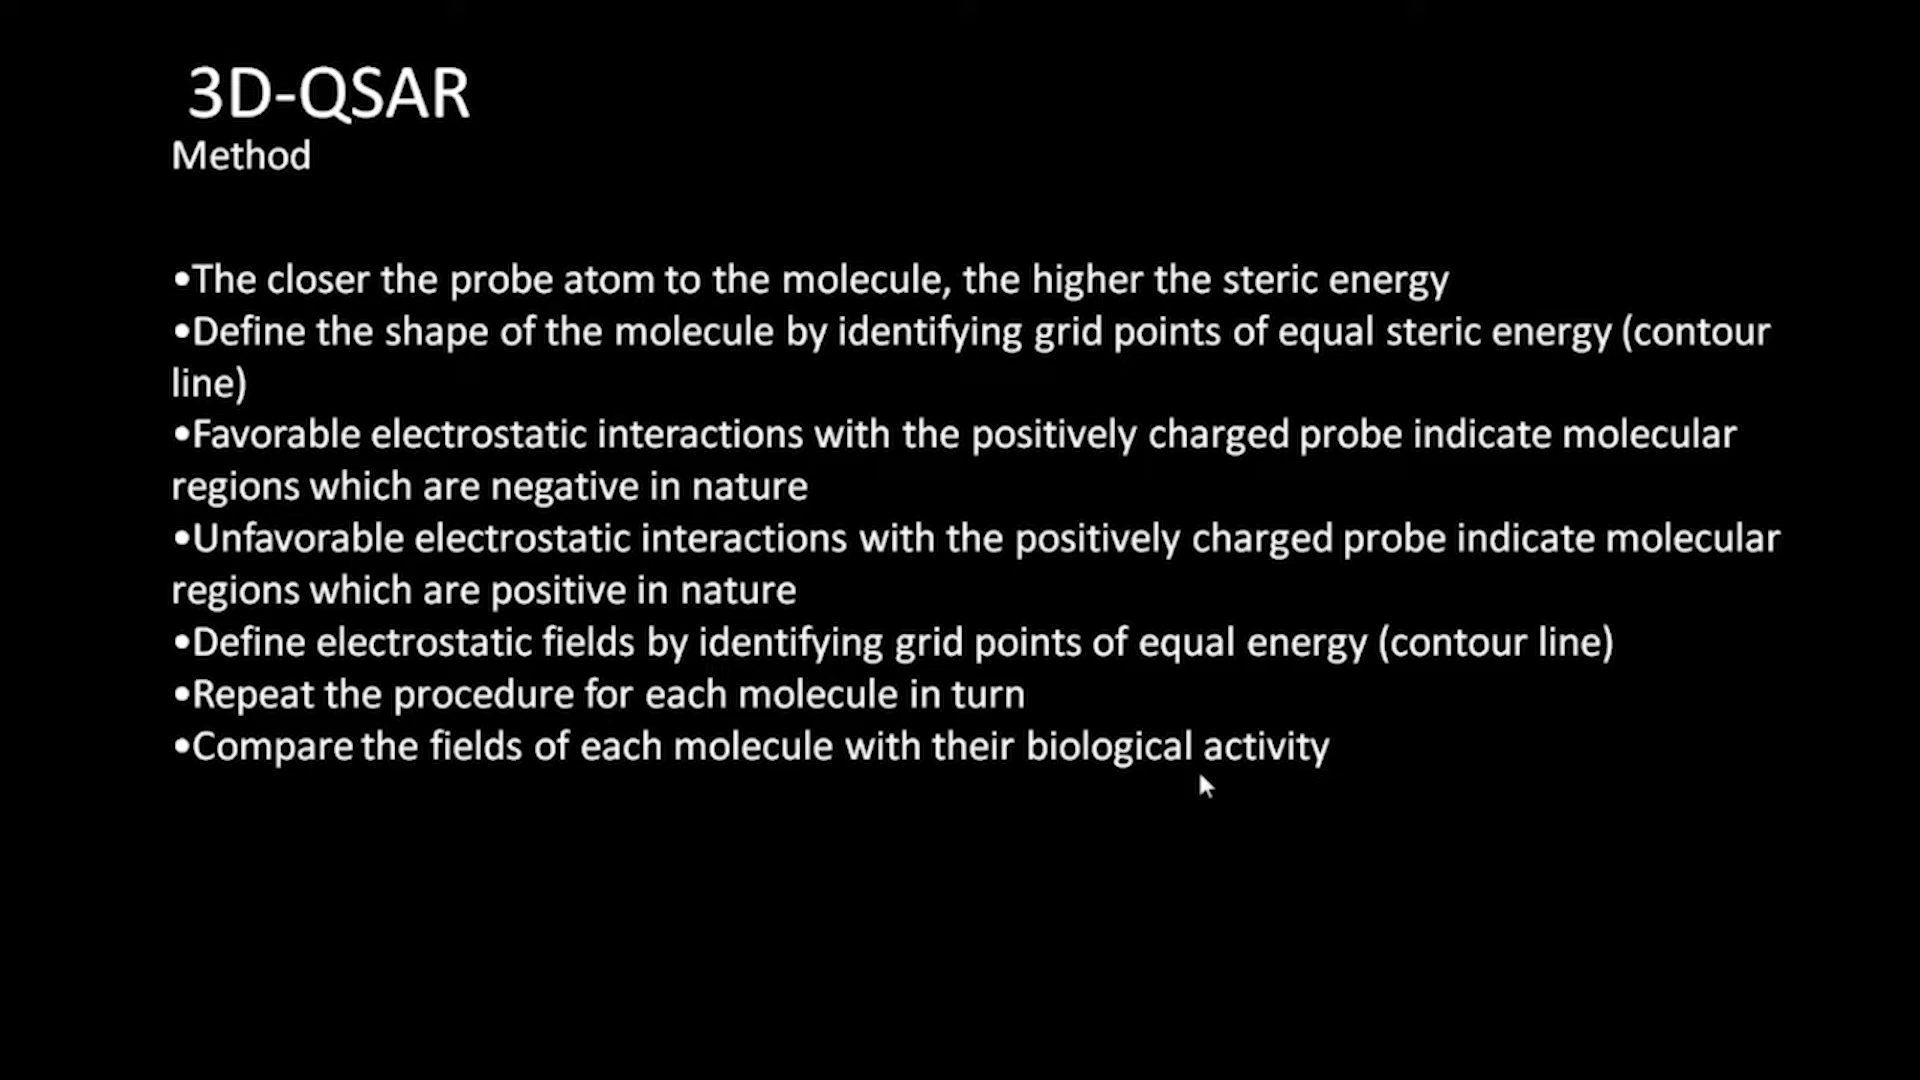 3D-QSAR
Method
•The closer the probe atom to the molecule, the higher the steric energy
•Define the shape of the molecule by identifying grid points of equal steric energy (contour
line)
•Favorable electrostatic interactions with the positively charged probe indicate molecular
regions which are negative in nature
•Unfavorable electrostatic interactions with the positively charged probe indicate molecular
regions which are positive in nature
•Define electrostatic fields by identifying grid points of equal energy (contour line)
•Repeat the procedure for each molecule in turn
•Compare the fields of each molecule with their biological activity